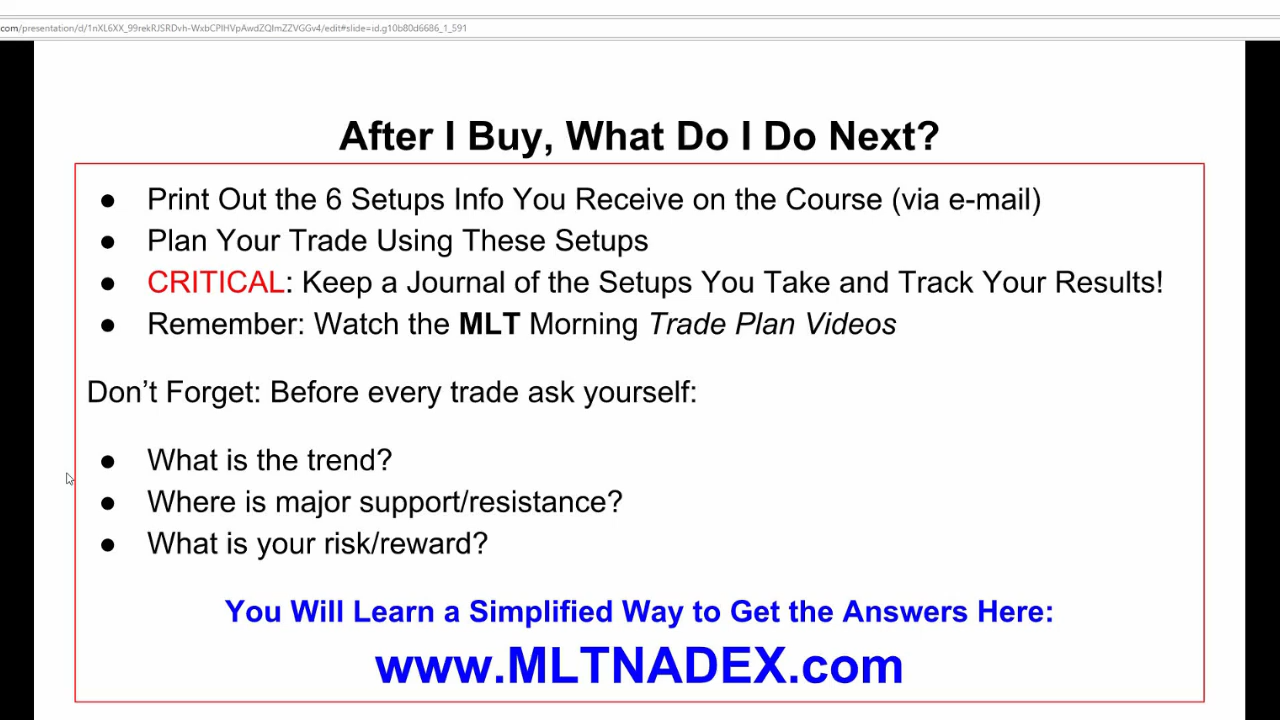 com/presentation/d/1nXL6XX_99rekRJSRDvh-WxbCPlHVpAwdZQImZZVGGv4/edit#slide=id.g10b80d6686_1_591
After I Buy, What Do I Do Next?
● Print Out the 6 Setups Info You Receive on the Course (via e-mail)
● Plan Your Trade Using These Setups
● CRITICAL: Keep a Journal of the Setups You Take and Track Your Results!
● Remember: Watch the MLT Morning Trade Plan Videos
Don’t Forget: Before every trade ask yourself:
● What is the trend?
● Where is major support/resistance?
● What is your risk/reward?
You Will Learn a Simplified Way to Get the Answers Here:
www.MLTNADEX.com